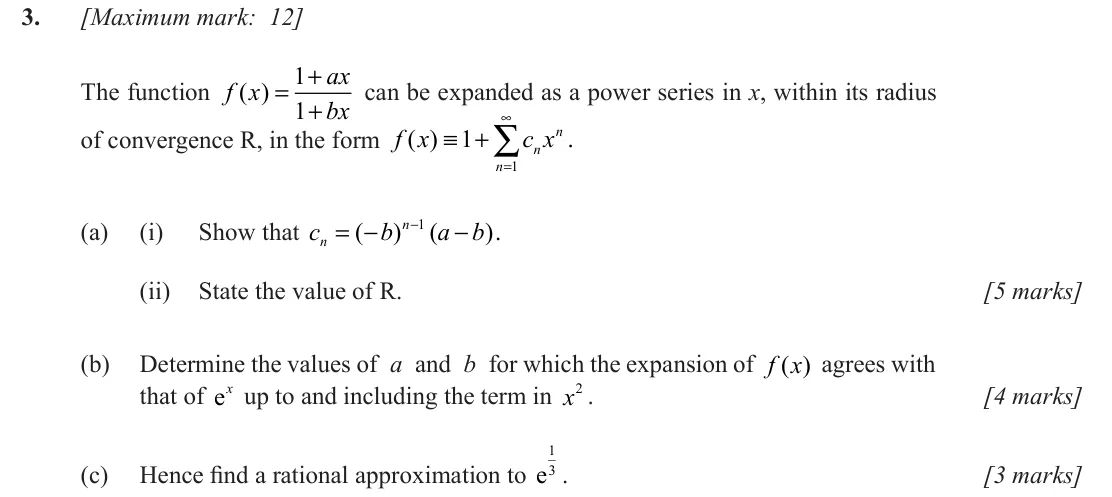 3. [Maximum mark: 12]
The function f(x) = \frac{1+ax}{1+bx} can be expanded as a power series in x, within its radius
of convergence R, in the form f(x) ≡ 1 + \sum_{n=1}^{∞} c_n x^n .
(a) (i) Show that c_n = (−b)^{n−1} (a − b).
(ii) State the value of R. [5 marks]
(b) Determine the values of a and b for which the expansion of f(x) agrees with
that of e^x up to and including the term in x^2 . [4 marks]
(c) Hence find a rational approximation to e^{\frac{1}{3}} . [3 marks]